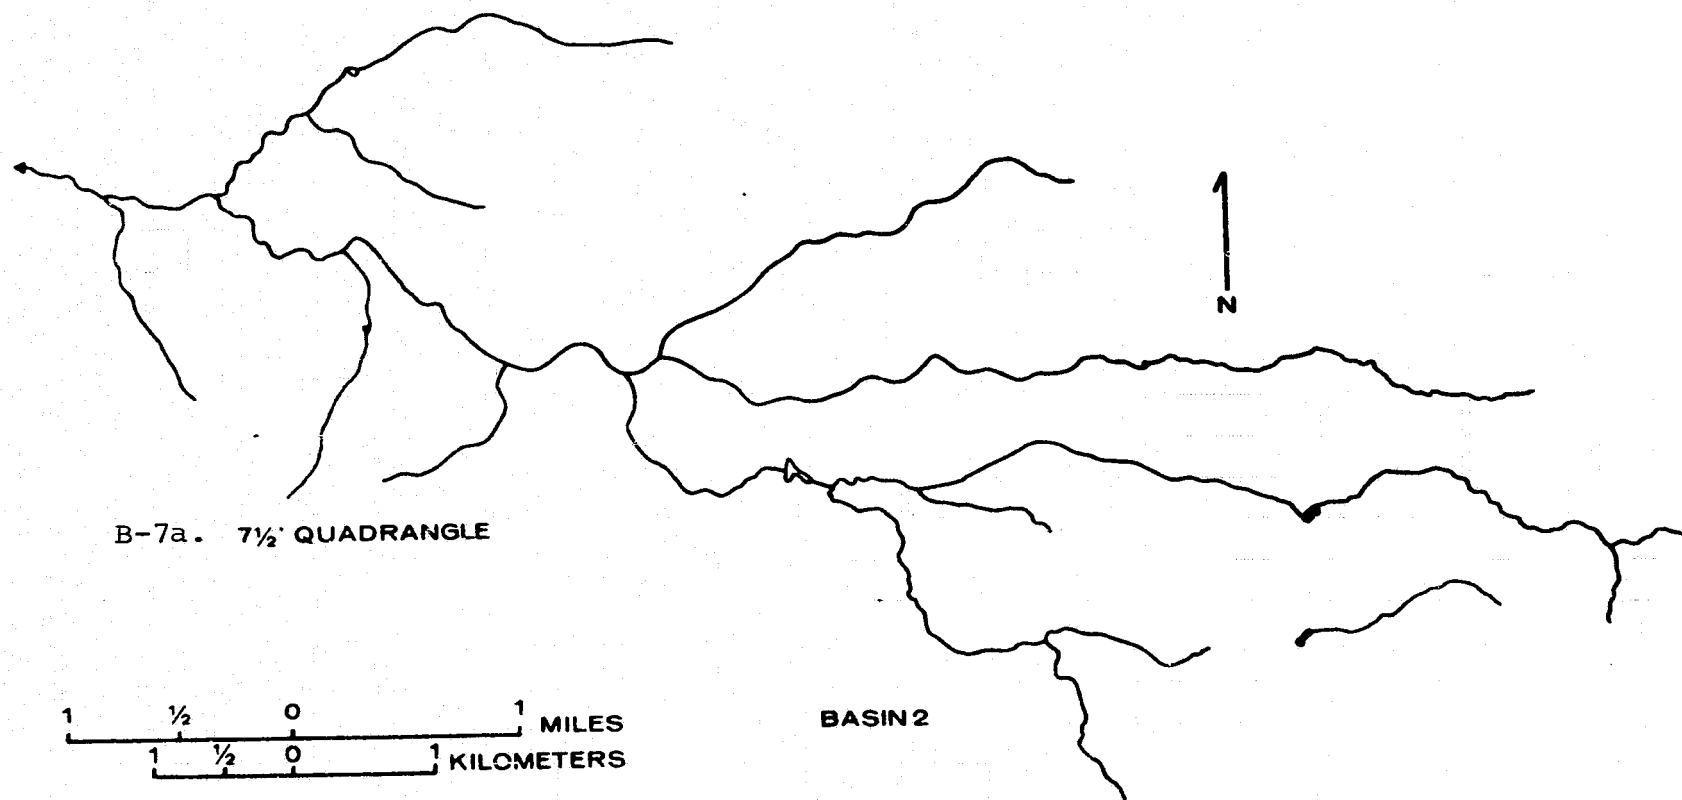 N
B-7a. 7½' QUADRANGLE
1 ½ 0 1 MILES
1 ½ 0 1 KILOMETERS
BASIN 2